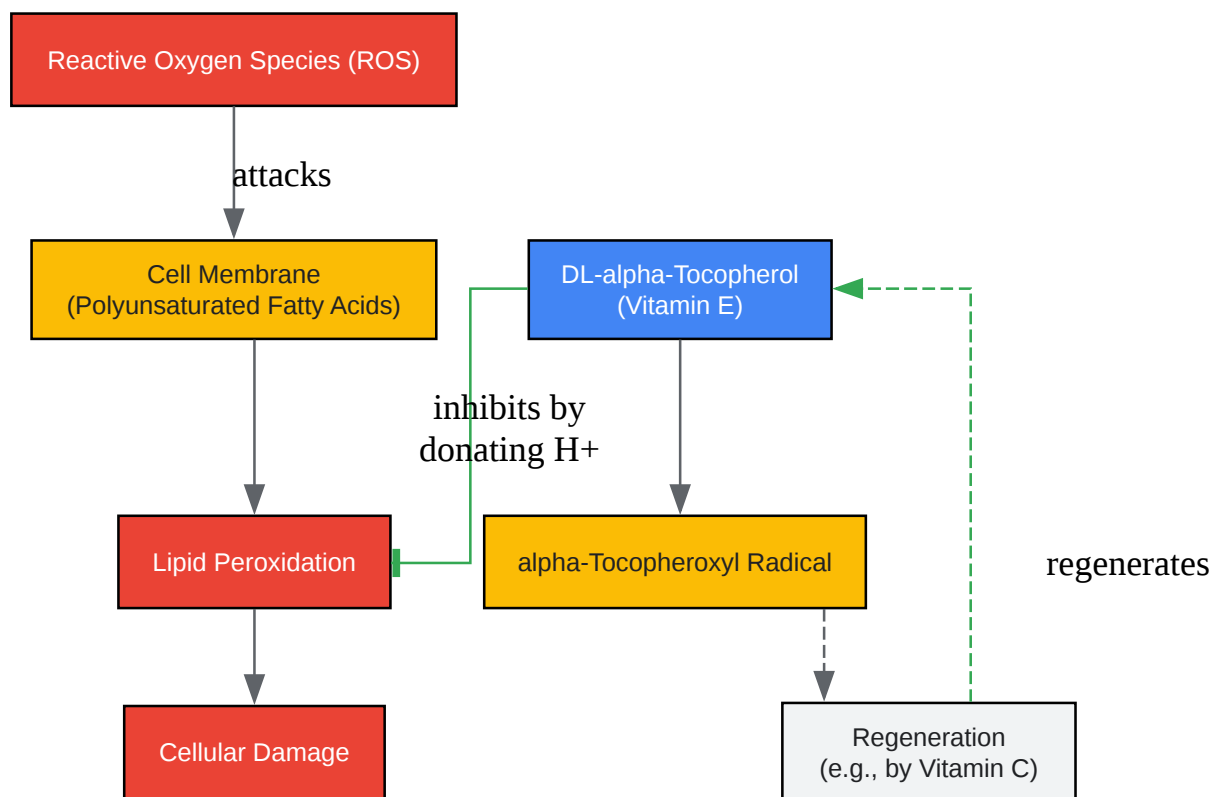 Reactive Oxygen Species (ROS)
attacks
Cell Membrane
(Polyunsaturated Fatty Acids)
DL-alpha-Tocopherol
(Vitamin E)
inhibits by
donating H+
Lipid Peroxidation
alpha-Tocopheroxyl Radical
regenerates
Cellular Damage
Regeneration
(e.g., by Vitamin C)